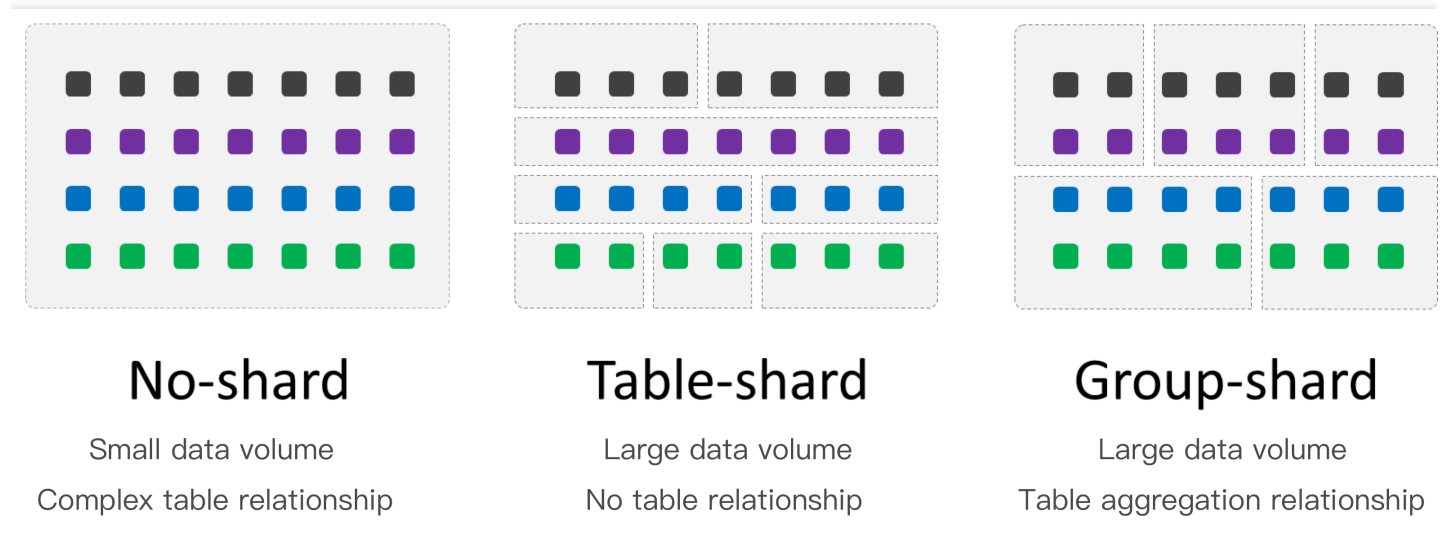 No-shard
Small data volume
Complex table relationship
Table-shard
Large data volume
No table relationship
Group-shard
Large data volume
Table aggregation relationship